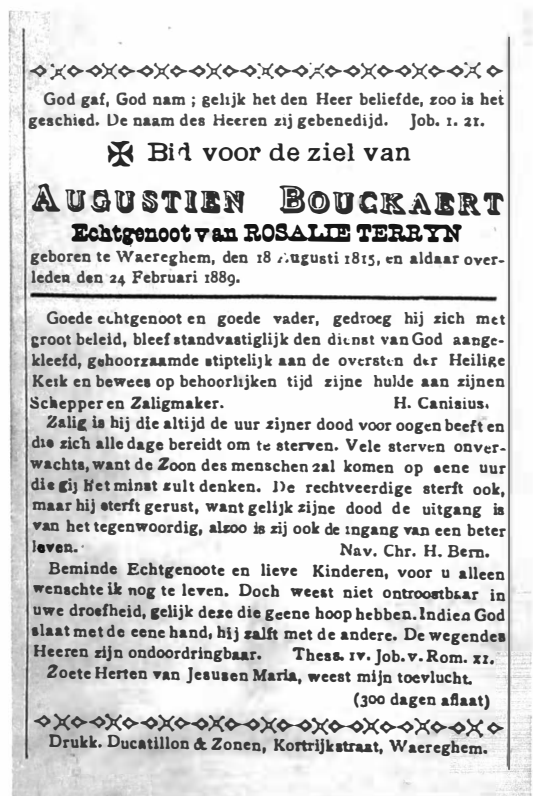 God gaf, God nam ; gelijk het den Heer beliefde, zoo is het
geschied. De naam des Heeren zij gebenedijd. Job. 1. 21.
✠ Bid voor de ziel van
AUGUSTIEN BOUCKAERT
Echtgenoot van ROSALIE TERRYN
geboren te Waereghem, den 18 Augusti 1815, en aldaar over-
leden den 24 Februari 1889.
Goede echtgenoot en goede vader, gedroeg hij zich met
groot beleid, bleef standvastiglijk den dienst van God aange-
kleefd, gehoorzaamde stiptelijk aan de oversten der Heilige
Kerk en bewees op behoorlijken tijd zijne hulde aan zijnen
Schepper en Zaligmaker. H. Canisius.
Zalig is hij die altijd de uur zijner dood voor oogen heeft en
die zich alle dage bereidt om te sterven. Vele sterven onver-
wachts, want de Zoon des menschen zal komen op eene uur
die gij het minst zult denken. De rechtveerdige sterft ook,
maar hij sterft gerust, want gelijk zijne dood de uitgang is
van het tegenwoordig, alzoo is zij ook de ingang van een beter
leven. Nav. Chr. H. Bern.
Beminde Echtgenoote en lieve Kinderen, voor u alleen
wenschte ik nog te leven. Doch weest niet ontroostbaar in
uwe droefheid, gelijk deze die geene hoop hebben. Indien God
slaat met de eene hand, hij zalft met de andere. De wegen des
Heeren zijn ondoordringbaar. Thess. IV. Job. V. Rom. XI.
Zoete Herten van Jesus en Maria, weest mijn toevlucht.
(300 dagen aflaat)
Drukk. Ducatillon & Zonen, Kortrijkstraat, Waereghem.